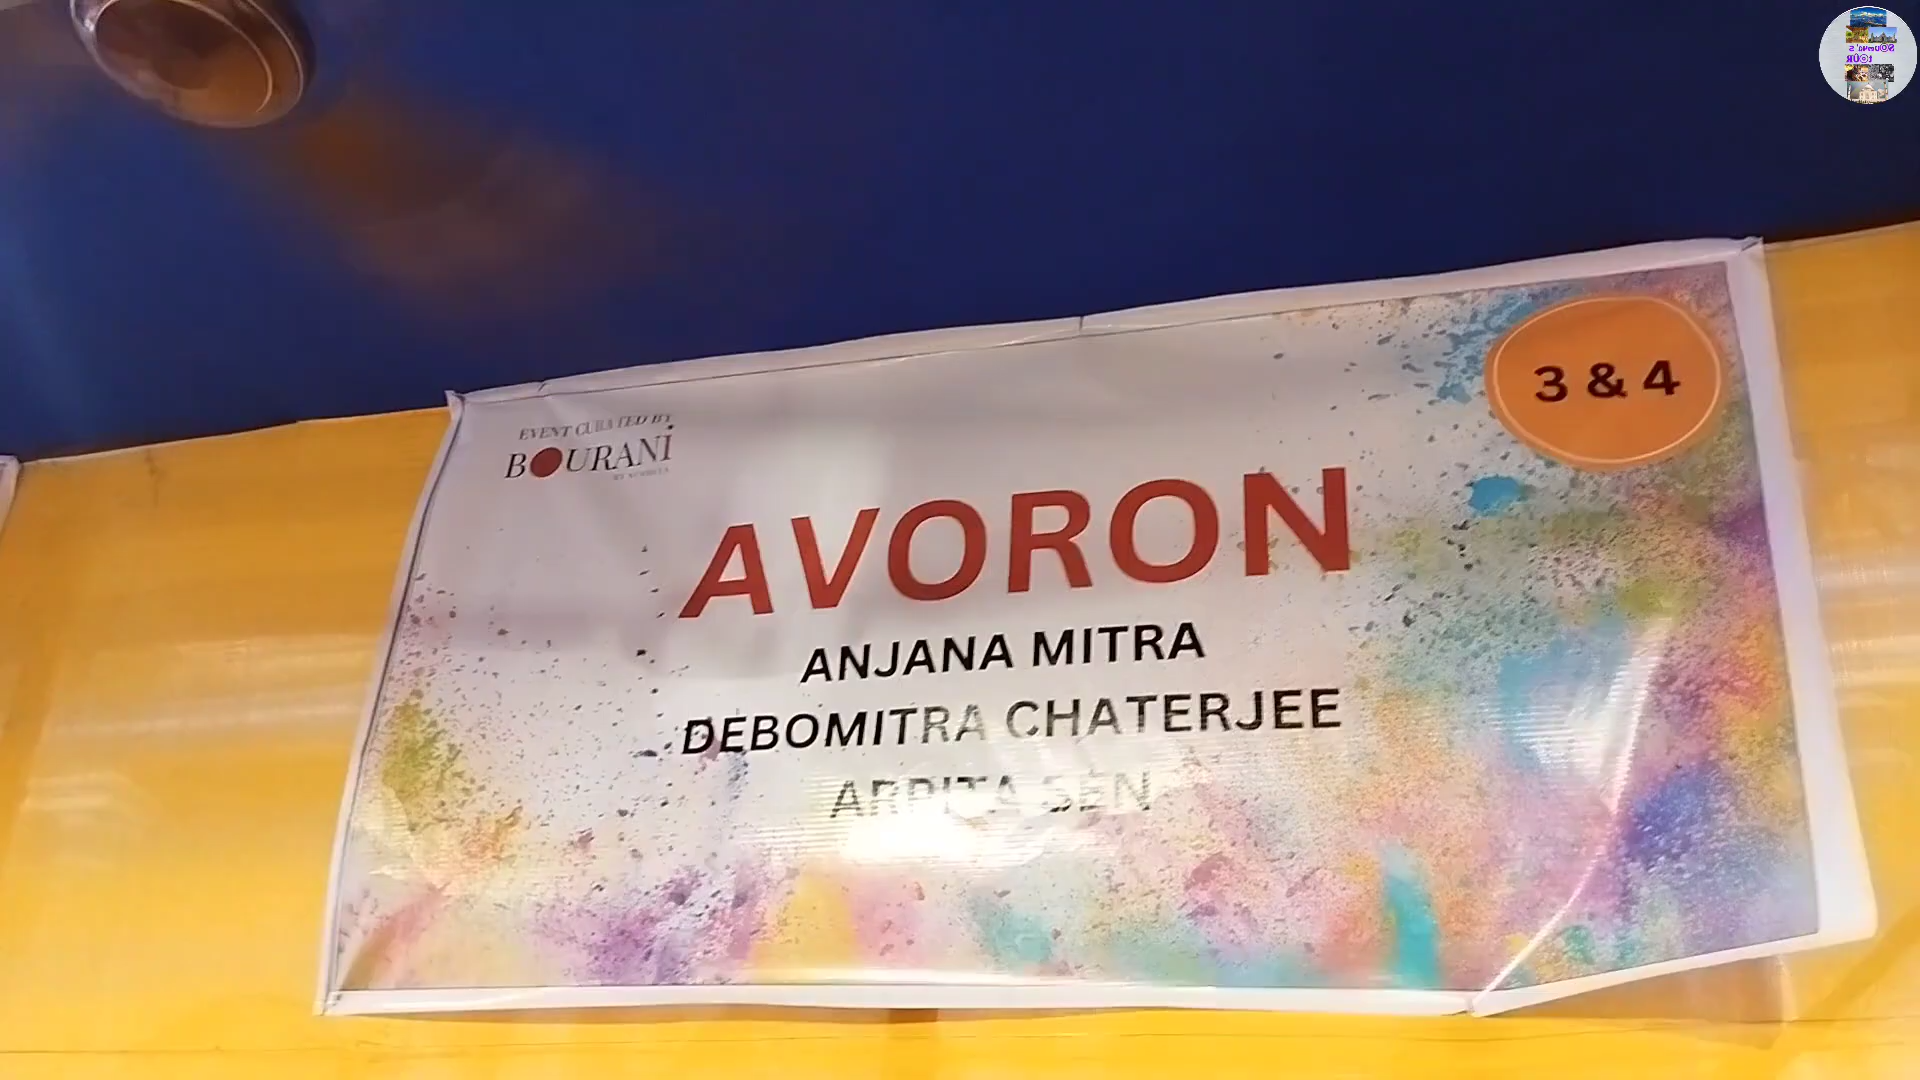 EVENT CURATED BY
BOURANI
3 & 4
AVORON
ANJANA MITRA
DEBOMITRA CHATERJEE
ARPITA SEN